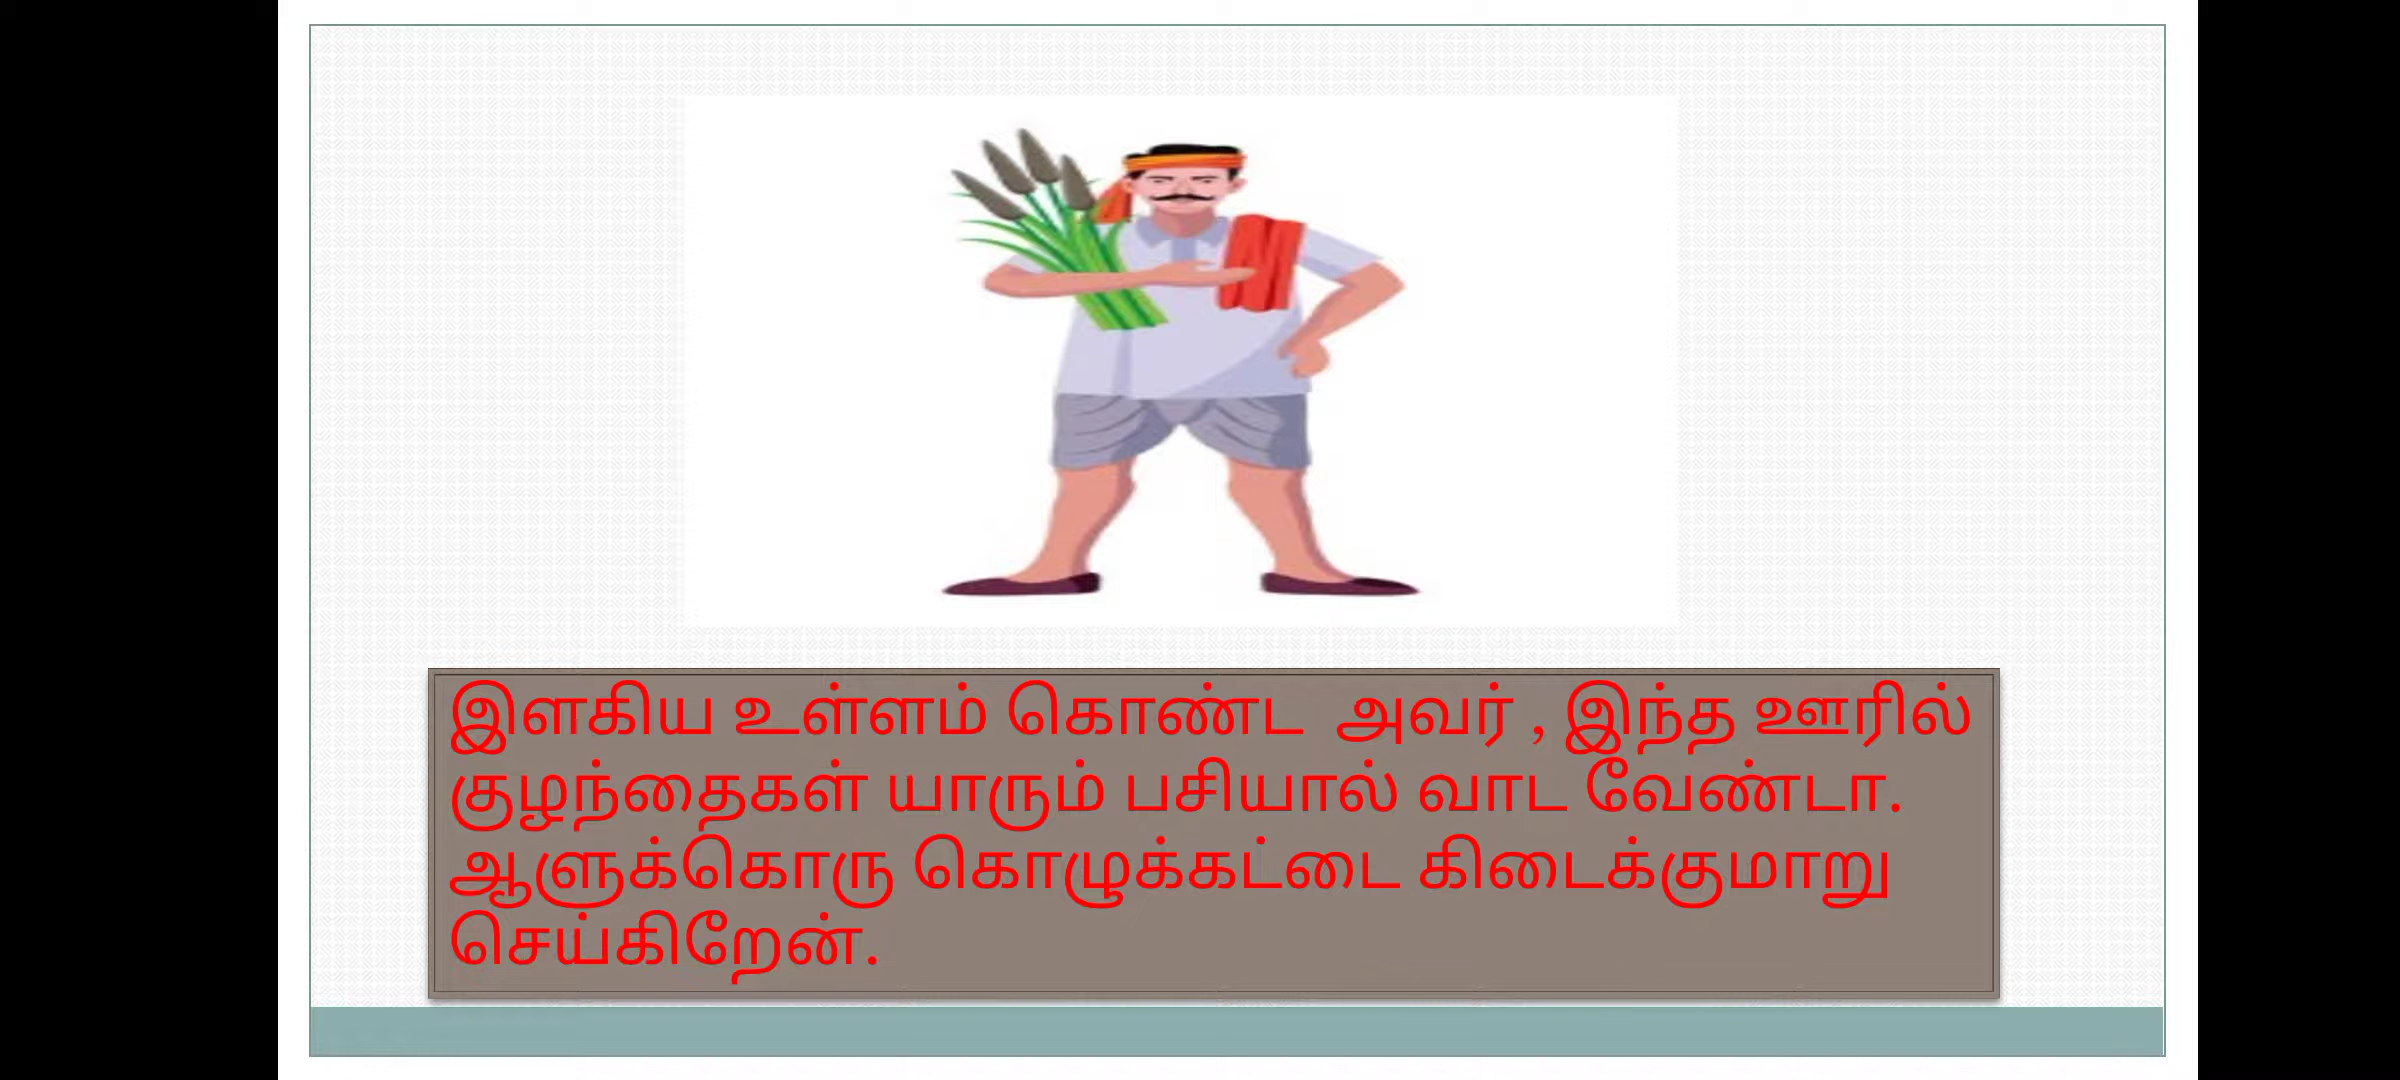 இளகிய உள்ளம் கொண்ட அவர் , இந்த ஊரில்
குழந்தைகள் யாரும் பசியால் வாட வேண்டா.
ஆளுக்கொரு கொழுக்கட்டை கிடைக்குமாறு
செய்கிறேன்.